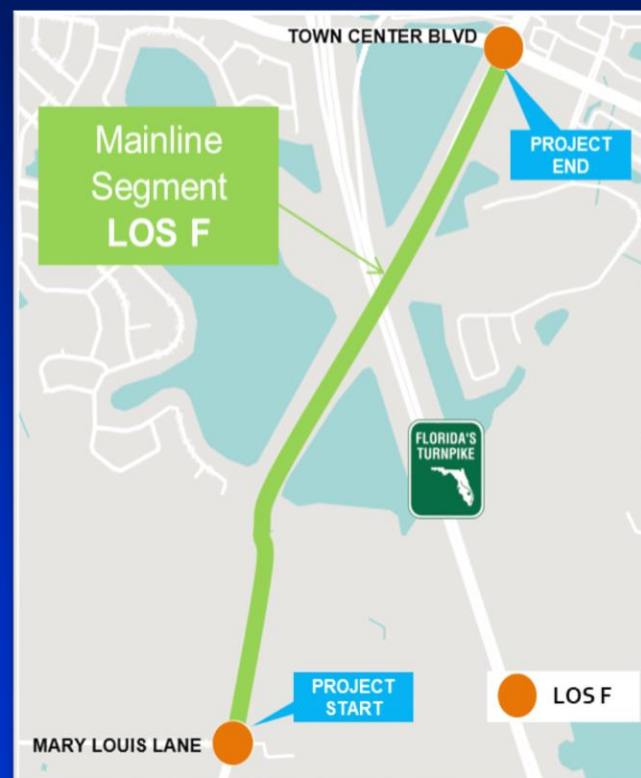 TOWN CENTER BLVD
Mainline
Segment
LOS F
PROJECT
END
FLORIDA'S
TURNPIKE
PROJECT
START
LOS F
MARY LOUIS LANE